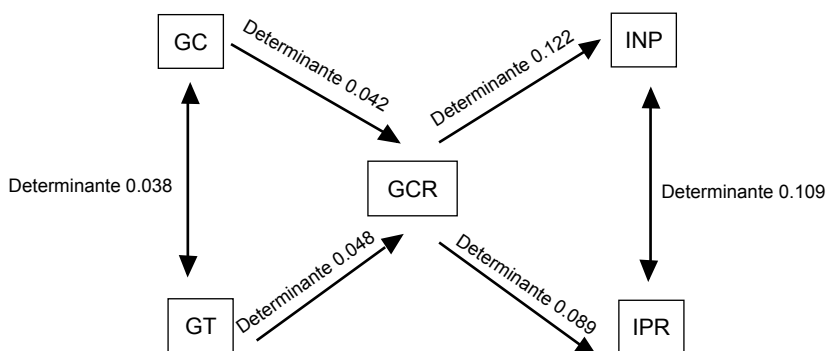 GC
Determinante 0.042
Determinante 0.122
INP
Determinante 0.038
GCR
Determinante 0.109
GT
Determinante 0.048
Determinante 0.089
IPR